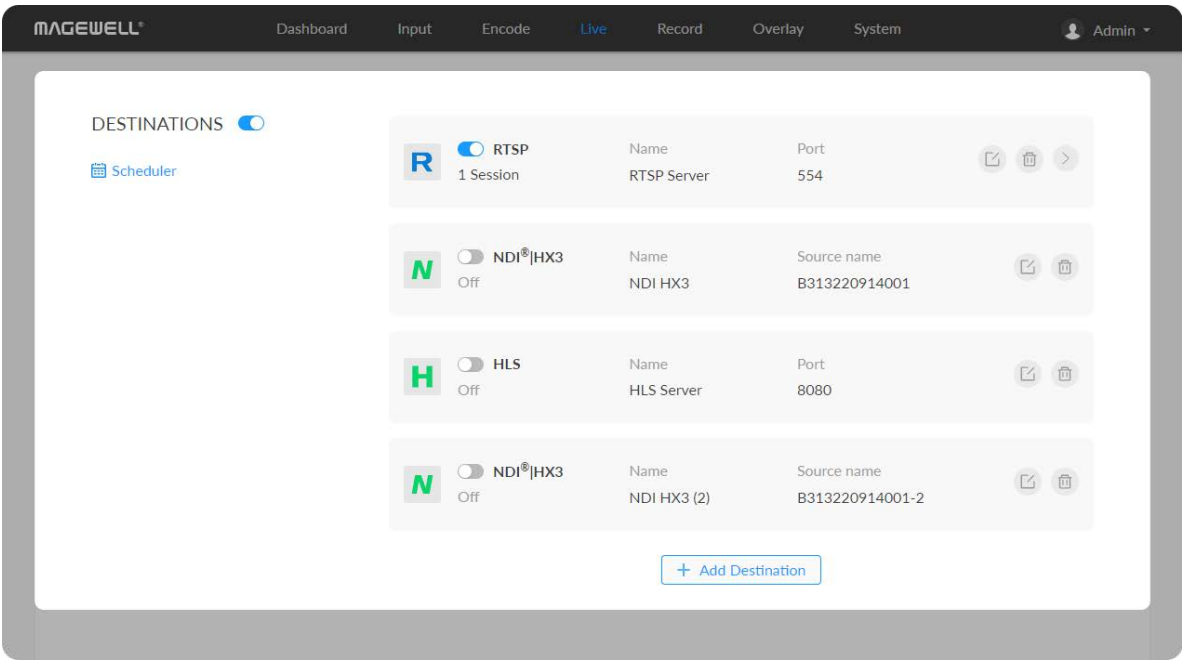 MAGEWELL® Dashboard Input Encode Live Record Overlay System Admin
DESTINATIONS
Scheduler
R RTSP Name Port
1 Session RTSP Server 554
N NDI®|HX3 Name Source name
Off NDI HX3 B313220914001
H HLS Name Port
Off HLS Server 8080
N NDI®|HX3 Name Source name
Off NDI HX3 (2) B313220914001-2
+ Add Destination